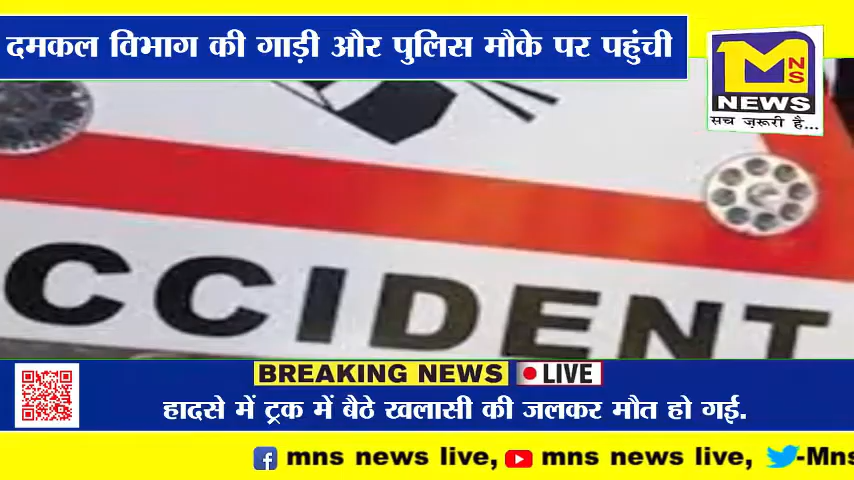 दमकल विभाग की गाड़ी और पुलिस मौके पर पहुंची
MNS
NEWS
सच ज़रूरी है...
CCIDENT
BREAKING NEWS LIVE
हादसे में ट्रक में बैठे खलासी की जलकर मौत हो गई.
mns news live, mns news live, -Mns